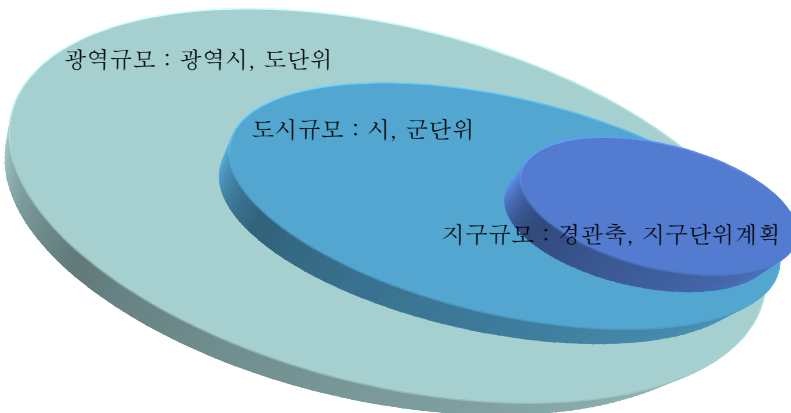 광역규모 : 광역시, 도단위
도시규모 : 시, 군단위
지구규모 : 경관축, 지구단위계획